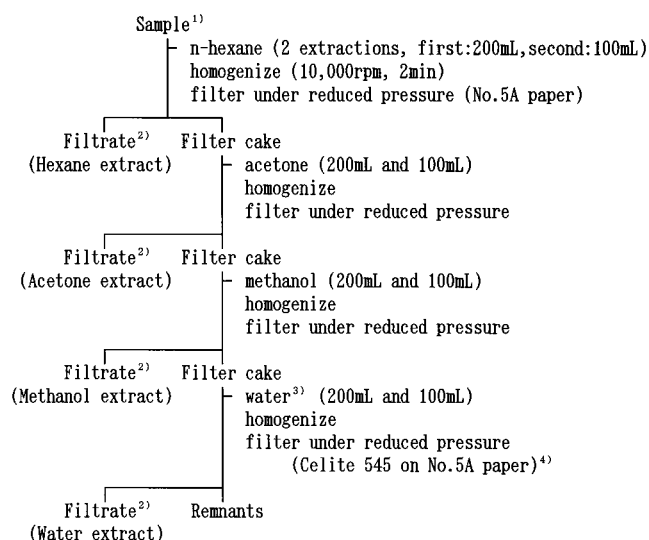 Sample1)
n-hexane (2 extractions, first:200mL,second:100mL)
homogenize (10,000rpm, 2min)
filter under reduced pressure (No.5A paper)
Filtrate2) Filter cake
(Hexane extract)
acetone (200mL and 100mL)
homogenize
filter under reduced pressure
Filtrate2) Filter cake
(Acetone extract)
methanol (200mL and 100mL)
homogenize
filter under reduced pressure
Filtrate2) Filter cake
(Methanol extract)
water3) (200mL and 100mL)
homogenize
filter under reduced pressure
(Celite 545 on No.5A paper)4)
Filtrate2) Remnants
(Water extract)